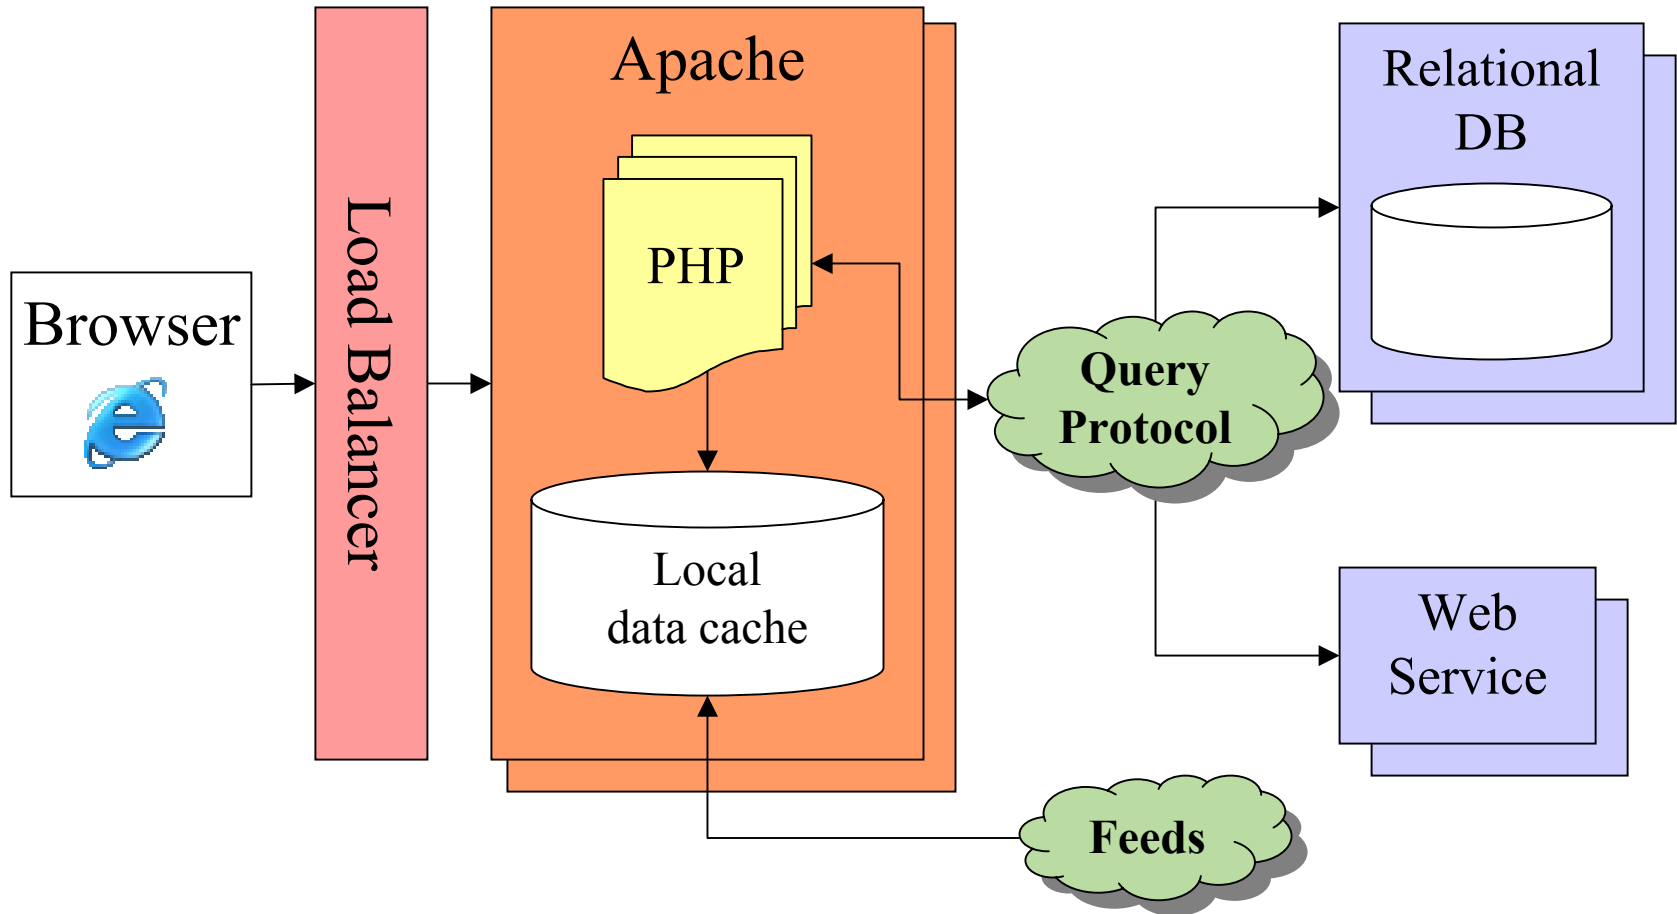 Browser
Load Balancer
Apache
PHP
Local
data cache
Query
Protocol
Feeds
Relational
DB
Web
Service